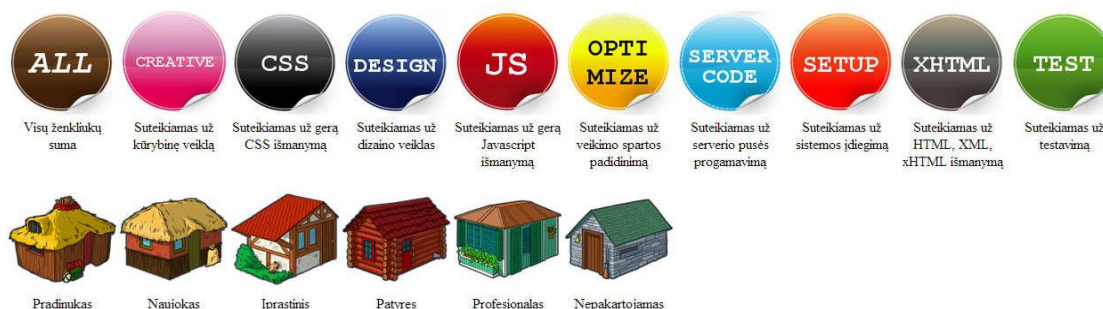 ALL
CREATIVE
CSS
DESIGN
JS
OPTI
MIZE
SERVER
CODE
SETUP
XHTML
TEST
Visų ženkliukų
suma
Suteikiamas už
kūrybinę veiklą
Suteikiamas už gerą
CSS išmanymą
Suteikiamas už
dizaino veiklas
Suteikiamas už gerą
Javascript
išmanymą
Suteikiamas už
veikimo spartos
padidinimą
Suteikiamas už
serverio pusės
progamavimą
Suteikiamas už
sistemos įdiegimą
Suteikiamas už
HTML, XML,
xHTML išmanymą
Suteikiamas už
testavimą
Pradinukas
Naujokas
Įprastinis
Patyręs
Profesionalas
Nepakartojamas